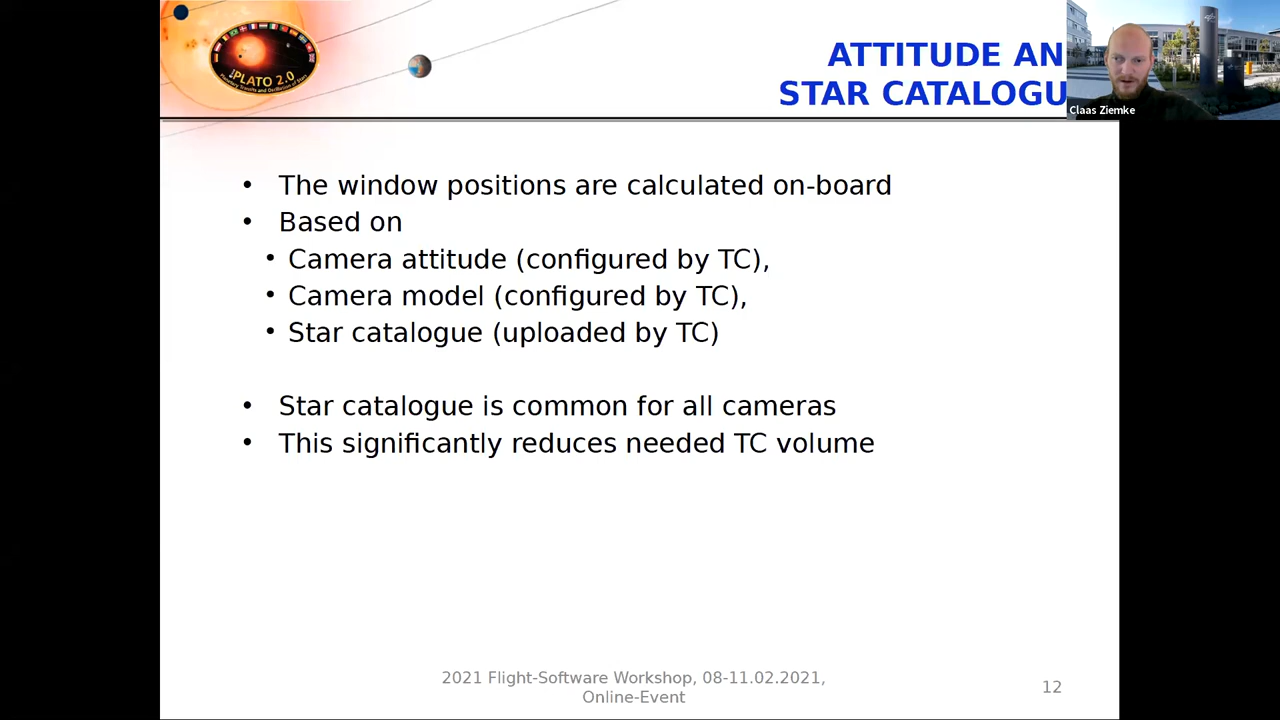 PLATO 2.0
ATTITUDE AN
STAR CATALOGU
Claas Ziemke
• The window positions are calculated on-board
• Based on
• Camera attitude (configured by TC),
• Camera model (configured by TC),
• Star catalogue (uploaded by TC)
• Star catalogue is common for all cameras
• This significantly reduces needed TC volume
2021 Flight-Software Workshop, 08-11.02.2021,
Online-Event
12